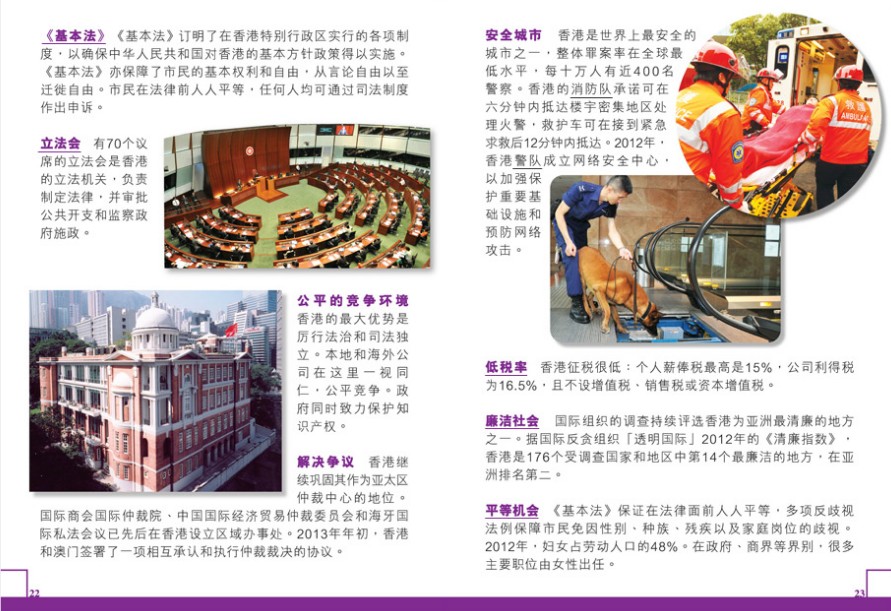 《基本法》《基本法》订明了在香港特别行政区实行的各项制
度，以确保中华人民共和国对香港的基本方针政策得以实施。
《基本法》亦保障了市民的基本权利和自由，从言论自由以至
迁徙自由。市民在法律前人人平等，任何人均可通过司法制度
作出申诉。
立法会 有70个议
席的立法会是香港
的立法机关，负责
制定法律，并审批
公共开支和监察政
府施政。
公平的竞争环境
香港的最大优势是
厉行法治和司法独
立。本地和海外公
司在这里一视同
仁，公平竞争。政
府同时致力保护知
识产权。
解决争议 香港继
续巩固其作为亚太区
仲裁中心的地位。
国际商会国际仲裁院、中国国际经济贸易仲裁委员会和海牙国
际私法会议已先后在香港设立区域办事处。2013年年初，香港
和澳门签署了一项相互承认和执行仲裁裁决的协议。
22
安全城市 香港是世界上最安全的
城市之一，整体罪案率在全球最
低水平，每十万人有近400名
警察。香港的消防队承诺可在
六分钟内抵达楼宇密集地区处
理火警，救护车可在接到紧急
求救后12分钟内抵达。2012年，
香港警队成立网络安全中心，
以加强保
护重要基
础设施和
预防网络
攻击。
救護
AMBULANCE
低税率 香港征税很低：个人薪俸税最高是15%，公司利得税
为16.5%，且不设增值税、销售税或资本增值税。
廉洁社会 国际组织的调查持续评选香港为亚洲最清廉的地方
之一。据国际反贪组织「透明国际」2012年的《清廉指数》，
香港是176个受调查国家和地区中第14个最廉洁的地方，在亚
洲排名第二。
平等机会 《基本法》保证在法律面前人人平等，多项反歧视
法例保障市民免因性别、种族、残疾以及家庭岗位的歧视。
2012年，妇女占劳动人口的48%。在政府、商界等界别，很多
主要职位由女性出任。
23